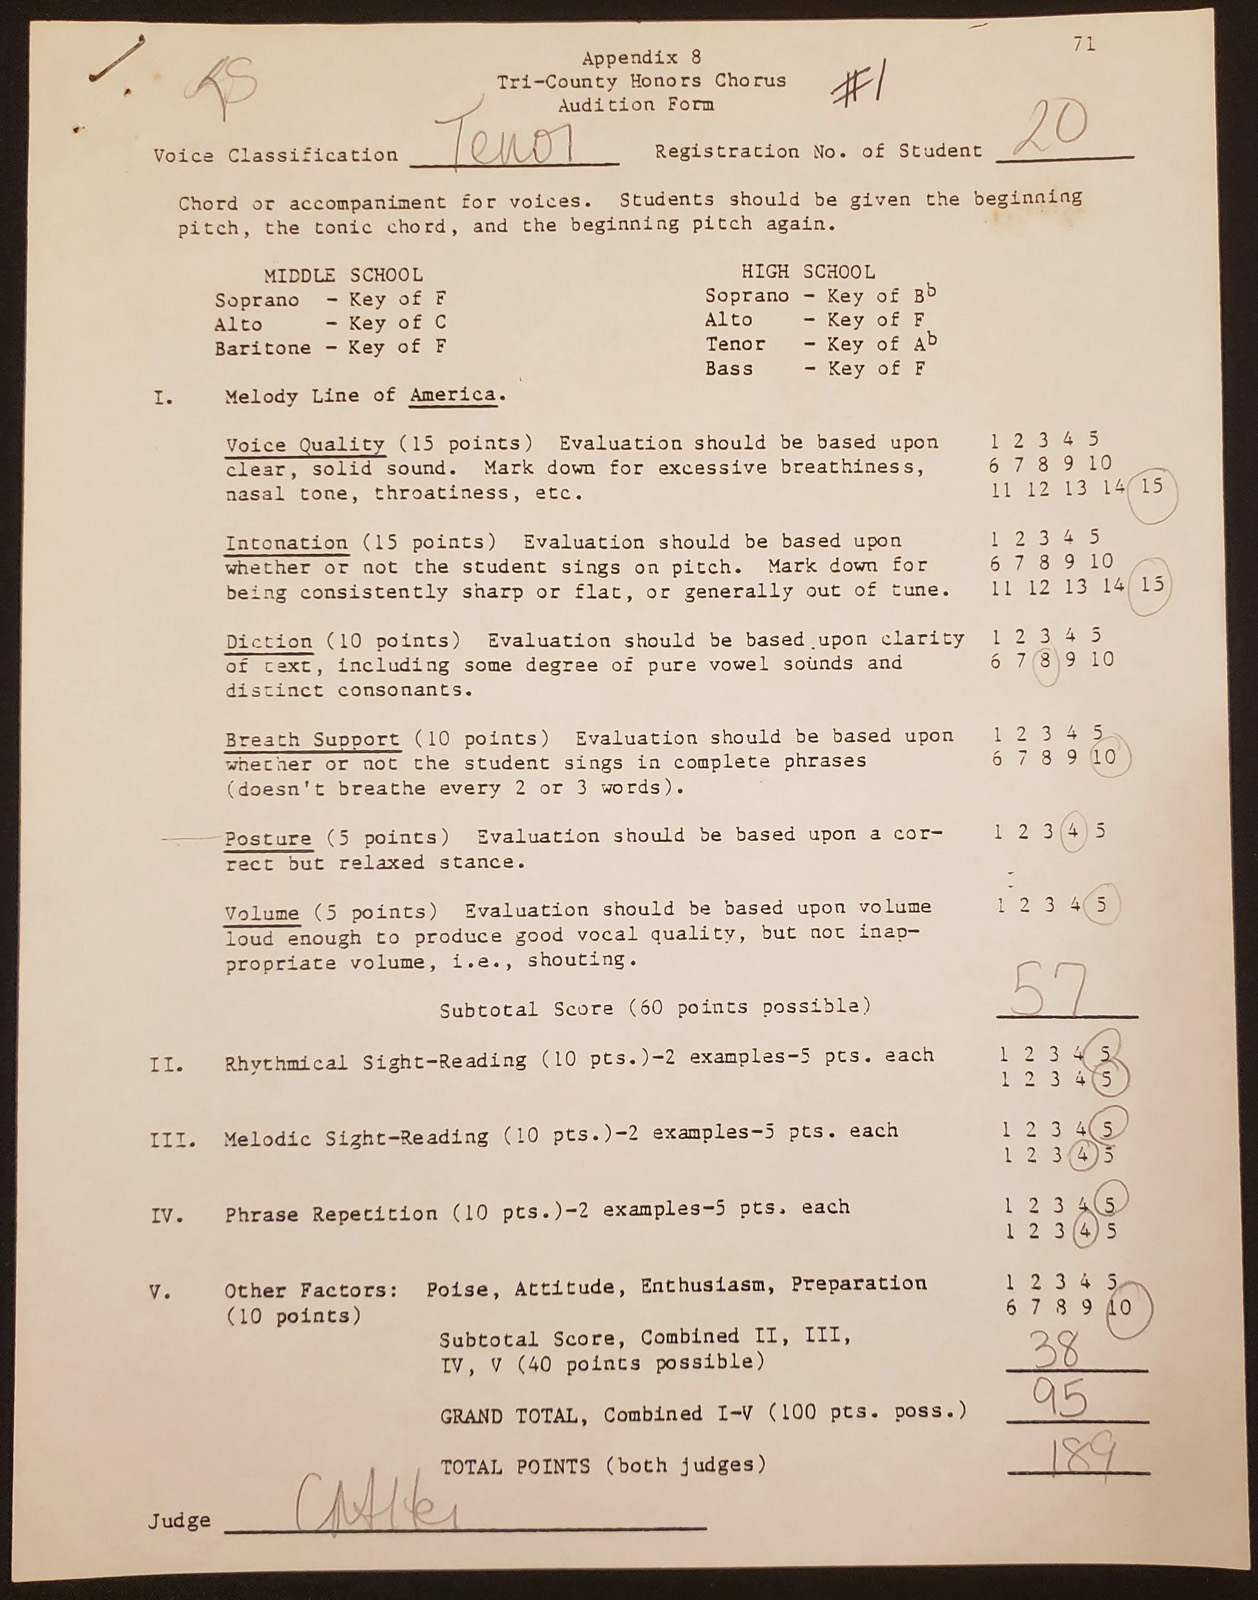 71
Appendix 8
Tri-County Honors Chorus #1
Audition Form
Voice Classification Tenor Registration No. of Student 20
Chord or accompaniment for voices. Students should be given the beginning
pitch, the tonic chord, and the beginning pitch again.
MIDDLE SCHOOL
Soprano - Key of F
Alto - Key of C
Baritone - Key of F
HIGH SCHOOL
Soprano - Key of Bb
Alto - Key of F
Tenor - Key of Ab
Bass - Key of F
I. Melody Line of America.
Voice Quality (15 points) Evaluation should be based upon 1 2 3 4 5
clear, solid sound. Mark down for excessive breathiness, 6 7 8 9 10
nasal tone, throatiness, etc. 11 12 13 14 15
Intonation (15 points) Evaluation should be based upon 1 2 3 4 5
whether or not the student sings on pitch. Mark down for 6 7 8 9 10
being consistently sharp or flat, or generally out of tune. 11 12 13 14 15
Diction (10 points) Evaluation should be based upon clarity 1 2 3 4 5
of text, including some degree of pure vowel sounds and 6 7 8 9 10
distinct consonants.
Breath Support (10 points) Evaluation should be based upon 1 2 3 4 5
whether or not the student sings in complete phrases 6 7 8 9 10
(doesn't breathe every 2 or 3 words).
Posture (5 points) Evaluation should be based upon a cor- 1 2 3 4 5
rect but relaxed stance.
Volume (5 points) Evaluation should be based upon volume 1 2 3 4 5
loud enough to produce good vocal quality, but not inap-
propriate volume, i.e., shouting.
Subtotal Score (60 points possible) 57
II. Rhythmical Sight-Reading (10 pts.)-2 examples-5 pts. each 1 2 3 4 5
1 2 3 4 5
III. Melodic Sight-Reading (10 pts.)-2 examples-5 pts. each 1 2 3 4 5
1 2 3 4 5
IV. Phrase Repetition (10 pts.)-2 examples-5 pts. each 1 2 3 4 5
1 2 3 4 5
V. Other Factors: Poise, Attitude, Enthusiasm, Preparation 1 2 3 4 5
(10 points) 6 7 8 9 10
Subtotal Score, Combined II, III,
IV, V (40 points possible) 38
GRAND TOTAL, Combined I-V (100 pts. poss.) 95
TOTAL POINTS (both judges) 189
Judge